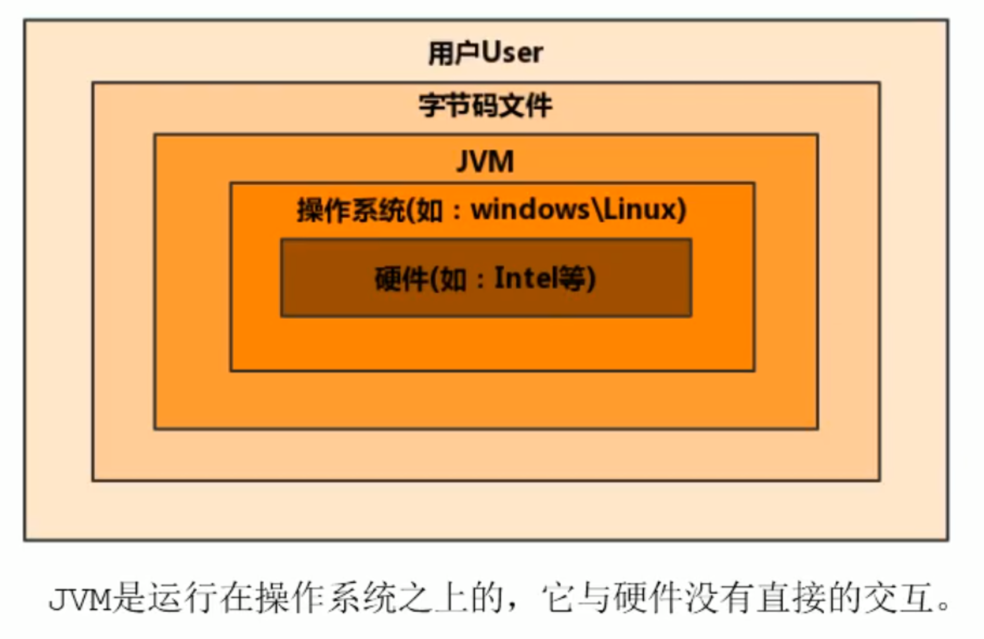 用户User
字节码文件
JVM
操作系统(如：windows\Linux)
硬件(如：Intel等)
JVM是运行在操作系统之上的，它与硬件没有直接的交互。